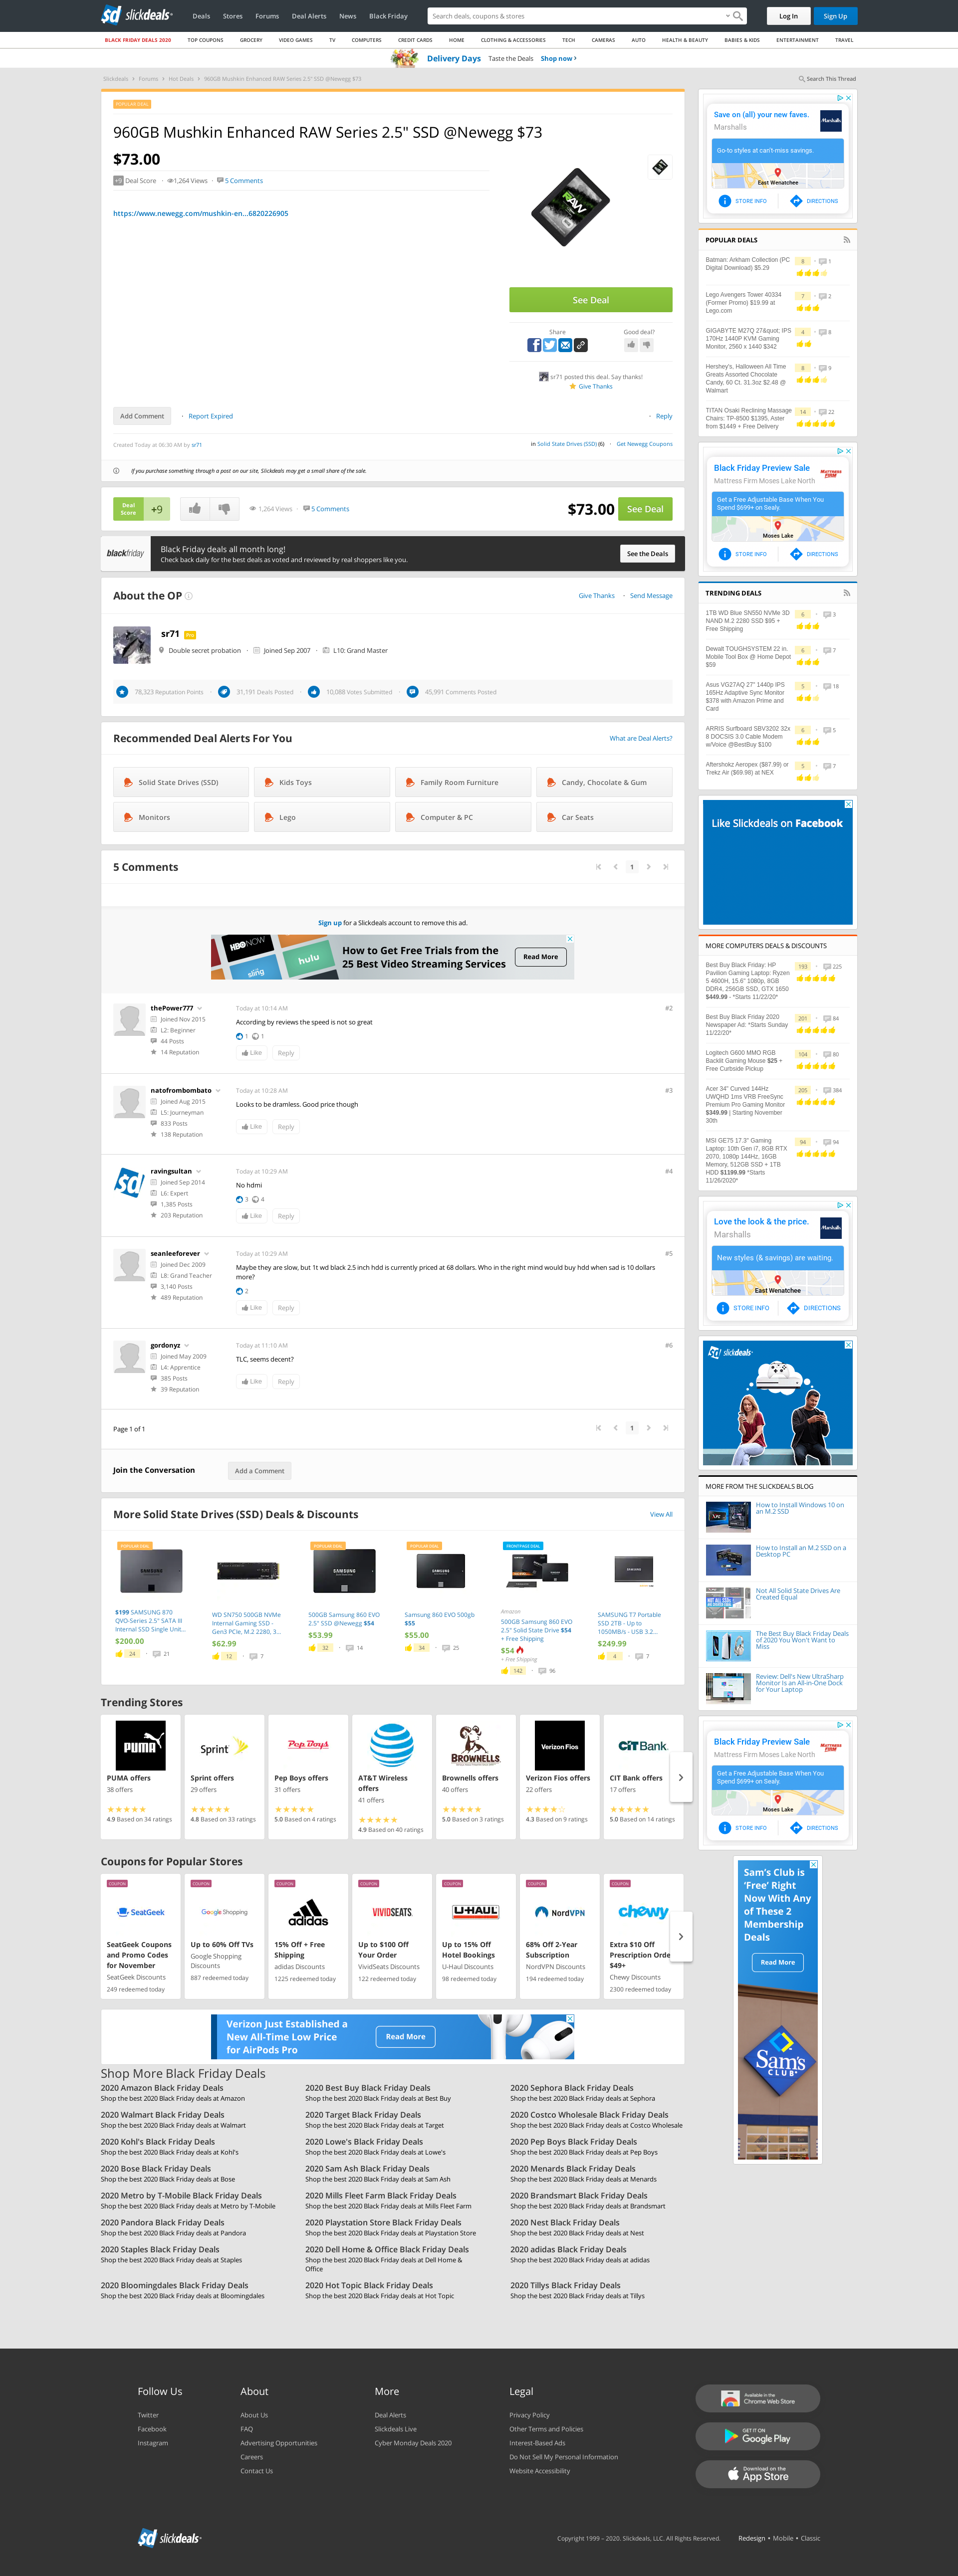 slickdeals
Deals
Stores
Forums
Deal Alerts
News
Black Friday
Search deals, coupons & stores
Log In
Sign Up
BLACK FRIDAY DEALS 2020
TOP COUPONS
GROCERY
VIDEO GAMES
TV
COMPUTERS
CREDIT CARDS
HOME
CLOTHING & ACCESSORIES
TECH
CAMERAS
AUTO
HEALTH & BEAUTY
BABIES & KIDS
ENTERTAINMENT
TRAVEL
Delivery Days Taste the Deals Shop now
Slickdeals > Forums > Hot Deals > 960GB Mushkin Enhanced RAW Series 2.5" SSD @Newegg $73
Search This Thread
POPULAR DEAL
960GB Mushkin Enhanced RAW Series 2.5" SSD @Newegg $73
$73.00
+9 Deal Score 1,264 Views 5 Comments
https://www.newegg.com/mushkin-en...6820226905
RAW
See Deal
Share
Good deal?
sr71 posted this deal. Say thanks!
Give Thanks
Add Comment
Report Expired
Reply
Created Today at 06:30 AM by sr71
in Solid State Drives (SSD) (6)
Get Newegg Coupons
If you purchase something through a post on our site, Slickdeals may get a small share of the sale.
Deal Score
+9
1,264 Views
5 Comments
$73.00
See Deal
blackfriday
Black Friday deals all month long!
Check back daily for the best deals as voted and reviewed by real shoppers like you.
See the Deals
About the OP
Give Thanks
Send Message
sr71 Pro
Double secret probation
Joined Sep 2007
L10: Grand Master
78,323 Reputation Points
31,191 Deals Posted
10,088 Votes Submitted
45,991 Comments Posted
Recommended Deal Alerts For You
What are Deal Alerts?
Solid State Drives (SSD)
Kids Toys
Family Room Furniture
Candy, Chocolate & Gum
Monitors
Lego
Computer & PC
Car Seats
5 Comments
1
Sign up for a Slickdeals account to remove this ad.
HBO NOW
sling
hulu
How to Get Free Trials from the
25 Best Video Streaming Services
Read More
thePower777
Joined Nov 2015
L2: Beginner
44 Posts
14 Reputation
Today at 10:14 AM
#2
According by reviews the speed is not so great
1 1
Like
Reply
natofrombombato
Joined Aug 2015
L5: Journeyman
833 Posts
138 Reputation
Today at 10:28 AM
#3
Looks to be dramless. Good price though
Like
Reply
ravingsultan
Joined Sep 2014
L6: Expert
1,385 Posts
203 Reputation
Today at 10:29 AM
#4
No hdmi
3 4
Like
Reply
seanleeforever
Joined Dec 2009
L8: Grand Teacher
3,140 Posts
489 Reputation
Today at 10:29 AM
#5
Maybe they are slow, but 1t wd black 2.5 inch hdd is currently priced at 68 dollars. Who in the right mind would buy hdd when sad is 10 dollars
more?
2
Like
Reply
gordonyz
Joined May 2009
L4: Apprentice
385 Posts
39 Reputation
Today at 11:10 AM
#6
TLC, seems decent?
Like
Reply
Page 1 of 1
1
Join the Conversation
Add a Comment
More Solid State Drives (SSD) Deals & Discounts
View All
$199 SAMSUNG 870
QVO-Series 2.5" SATA III
Internal SSD Single Unit...
$200.00
24 21
WD SN750 500GB NVMe
Internal Gaming SSD -
Gen3 PCIe, M.2 2280, 3...
$62.99
12 7
POPULAR DEAL
500GB Samsung 860 EVO
2.5" SSD @Newegg $54
$53.99
32 14
POPULAR DEAL
Samsung 860 EVO 500gb
$55
$55.00
34 25
FRONTPAGE DEAL
Amazon
500GB Samsung 860 EVO
2.5" Solid State Drive $54
+ Free Shipping
$54
+ Free Shipping
142 96
SAMSUNG T7 Portable
SSD 2TB - Up to
1050MB/s - USB 3.2...
$249.99
4 7
Trending Stores
PUMA offers
38 offers
4.9 Based on 34 ratings
Sprint offers
29 offers
4.8 Based on 33 ratings
Pep Boys offers
31 offers
5.0 Based on 4 ratings
AT&T Wireless
offers
41 offers
4.9 Based on 40 ratings
Brownells offers
40 offers
5.0 Based on 3 ratings
Verizon Fios offers
22 offers
4.3 Based on 9 ratings
CIT Bank offers
17 offers
5.0 Based on 14 ratings
Coupons for Popular Stores
COUPON
SeatGeek
SeatGeek Coupons
and Promo Codes
for November
SeatGeek Discounts
249 redeemed today
COUPON
Google Shopping
Up to 60% Off TVs
Google Shopping
Discounts
887 redeemed today
COUPON
adidas
15% Off + Free
Shipping
adidas Discounts
1225 redeemed today
COUPON
VIVIDSEATS
Up to $100 Off
Your Order
VividSeats Discounts
122 redeemed today
COUPON
U-HAUL
Up to 15% Off
Hotel Bookings
U-Haul Discounts
98 redeemed today
COUPON
NordVPN
68% Off 2-Year
Subscription
NordVPN Discounts
194 redeemed today
COUPON
chewy
Extra $10 Off
Prescription Orde
$49+
Chewy Discounts
2300 redeemed today
Verizon Just Established a
New All-Time Low Price
for AirPods Pro
Read More
Shop More Black Friday Deals
2020 Amazon Black Friday Deals
Shop the best 2020 Black Friday deals at Amazon
2020 Best Buy Black Friday Deals
Shop the best 2020 Black Friday deals at Best Buy
2020 Sephora Black Friday Deals
Shop the best 2020 Black Friday deals at Sephora
2020 Walmart Black Friday Deals
Shop the best 2020 Black Friday deals at Walmart
2020 Target Black Friday Deals
Shop the best 2020 Black Friday deals at Target
2020 Costco Wholesale Black Friday Deals
Shop the best 2020 Black Friday deals at Costco Wholesale
2020 Kohl's Black Friday Deals
Shop the best 2020 Black Friday deals at Kohl's
2020 Lowe's Black Friday Deals
Shop the best 2020 Black Friday deals at Lowe's
2020 Pep Boys Black Friday Deals
Shop the best 2020 Black Friday deals at Pep Boys
2020 Bose Black Friday Deals
Shop the best 2020 Black Friday deals at Bose
2020 Sam Ash Black Friday Deals
Shop the best 2020 Black Friday deals at Sam Ash
2020 Menards Black Friday Deals
Shop the best 2020 Black Friday deals at Menards
2020 Metro by T-Mobile Black Friday Deals
Shop the best 2020 Black Friday deals at Metro by T-Mobile
2020 Mills Fleet Farm Black Friday Deals
Shop the best 2020 Black Friday deals at Mills Fleet Farm
2020 Brandsmart Black Friday Deals
Shop the best 2020 Black Friday deals at Brandsmart
2020 Pandora Black Friday Deals
Shop the best 2020 Black Friday deals at Pandora
2020 Playstation Store Black Friday Deals
Shop the best 2020 Black Friday deals at Playstation Store
2020 Nest Black Friday Deals
Shop the best 2020 Black Friday deals at Nest
2020 Staples Black Friday Deals
Shop the best 2020 Black Friday deals at Staples
2020 Dell Home & Office Black Friday Deals
Shop the best 2020 Black Friday deals at Dell Home &
Office
2020 adidas Black Friday Deals
Shop the best 2020 Black Friday deals at adidas
2020 Bloomingdales Black Friday Deals
Shop the best 2020 Black Friday deals at Bloomingdales
2020 Hot Topic Black Friday Deals
Shop the best 2020 Black Friday deals at Hot Topic
2020 Tillys Black Friday Deals
Shop the best 2020 Black Friday deals at Tillys
Save on (all) your new faves.
Marshalls
Go-to styles at can't-miss savings.
East Wenatchee
STORE INFO
DIRECTIONS
POPULAR DEALS
Batman: Arkham Collection (PC
Digital Download) $5.29
8 1
Lego Avengers Tower 40334
(Former Promo) $19.99 at
Lego.com
7 2
GIGABYTE M27Q 27&quot; IPS
170Hz 1440P KVM Gaming
Monitor, 2560 x 1440 $342
4 8
Hershey's, Halloween All Time
Greats Assorted Chocolate
Candy, 60 Ct. 31.3oz $2.48 @
Walmart
8 9
TITAN Osaki Reclining Massage
Chairs: TP-8500 $1395, Aster
from $1449 + Free Delivery
14 22
Black Friday Preview Sale
Mattress Firm Moses Lake North
Get a Free Adjustable Base When You
Spend $699+ on Sealy.
Moses Lake
STORE INFO
DIRECTIONS
TRENDING DEALS
1TB WD Blue SN550 NVMe 3D
NAND M.2 2280 SSD $95 +
Free Shipping
6 3
Dewalt TOUGHSYSTEM 22 in.
Mobile Tool Box @ Home Depot
$59
6 7
Asus VG27AQ 27" 1440p IPS
165Hz Adaptive Sync Monitor
$378 with Amazon Prime and
Card
5 18
ARRIS Surfboard SBV3202 32x
8 DOCSIS 3.0 Cable Modem
w/Voice @BestBuy $100
6 5
Aftershokz Aeropex ($87.99) or
Trekz Air ($69.98) at NEX
5 7
Like Slickdeals on Facebook
MORE COMPUTERS DEALS & DISCOUNTS
Best Buy Black Friday: HP
Pavilion Gaming Laptop: Ryzen
5 4600H, 15.6" 1080p, 8GB
DDR4, 256GB SSD, GTX 1650
$449.99 - *Starts 11/22/20*
193 225
Best Buy Black Friday 2020
Newspaper Ad: *Starts Sunday
11/22/20*
201 84
Logitech G600 MMO RGB
Backlit Gaming Mouse $25 +
Free Curbside Pickup
104 80
Acer 34" Curved 144Hz
UWQHD 1ms VRB FreeSync
Premium Pro Gaming Monitor
$349.99 | Starting November
30th
205 384
MSI GE75 17.3" Gaming
Laptop: 10th Gen i7, 8GB RTX
2070, 1080p 144Hz, 16GB
Memory, 512GB SSD + 1TB
HDD $1199.99 *Starts
11/26/2020*
94 94
Love the look & the price.
Marshalls
New styles (& savings) are waiting.
East Wenatchee
STORE INFO
DIRECTIONS
slickdeals
MORE FROM THE SLICKDEALS BLOG
How to Install Windows 10 on
an M.2 SSD
How to Install an M.2 SSD on a
Desktop PC
Not All Solid State Drives Are
Created Equal
The Best Buy Black Friday Deals
of 2020 You Won't Want to
Miss
Review: Dell's New UltraSharp
Monitor Is an All-in-One Dock
for Your Laptop
Black Friday Preview Sale
Mattress Firm Moses Lake North
Get a Free Adjustable Base When You
Spend $699+ on Sealy.
Moses Lake
STORE INFO
DIRECTIONS
Sam's Club is
'Free' Right
Now With Any
of These 2
Membership
Deals
Read More
Sam's
CLUB
Follow Us
Twitter
Facebook
Instagram
About
About Us
FAQ
Advertising Opportunities
Careers
Contact Us
More
Deal Alerts
Slickdeals Live
Cyber Monday Deals 2020
Legal
Privacy Policy
Other Terms and Policies
Interest-Based Ads
Do Not Sell My Personal Information
Website Accessibility
Available in the
Chrome Web Store
GET IT ON
Google Play
Download on the
App Store
slickdeals
Copyright 1999 - 2020. Slickdeals, LLC. All Rights Reserved.
Redesign • Mobile • Classic